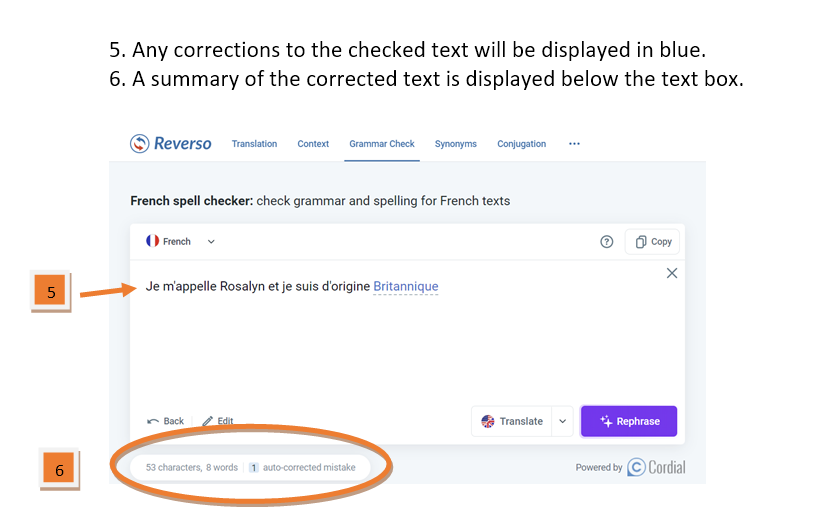 5. Any corrections to the checked text will be displayed in blue.
6. A summary of the corrected text is displayed below the text box.
Reverso Translation Context Grammar Check Synonyms Conjugation ...
French spell checker: check grammar and spelling for French texts
French ? Copy
5 Je m'appelle Rosalyn et je suis d'origine Britannique
Back Edit Translate Rephrase
6 53 characters, 8 words 1 auto-corrected mistake Powered by Cordial